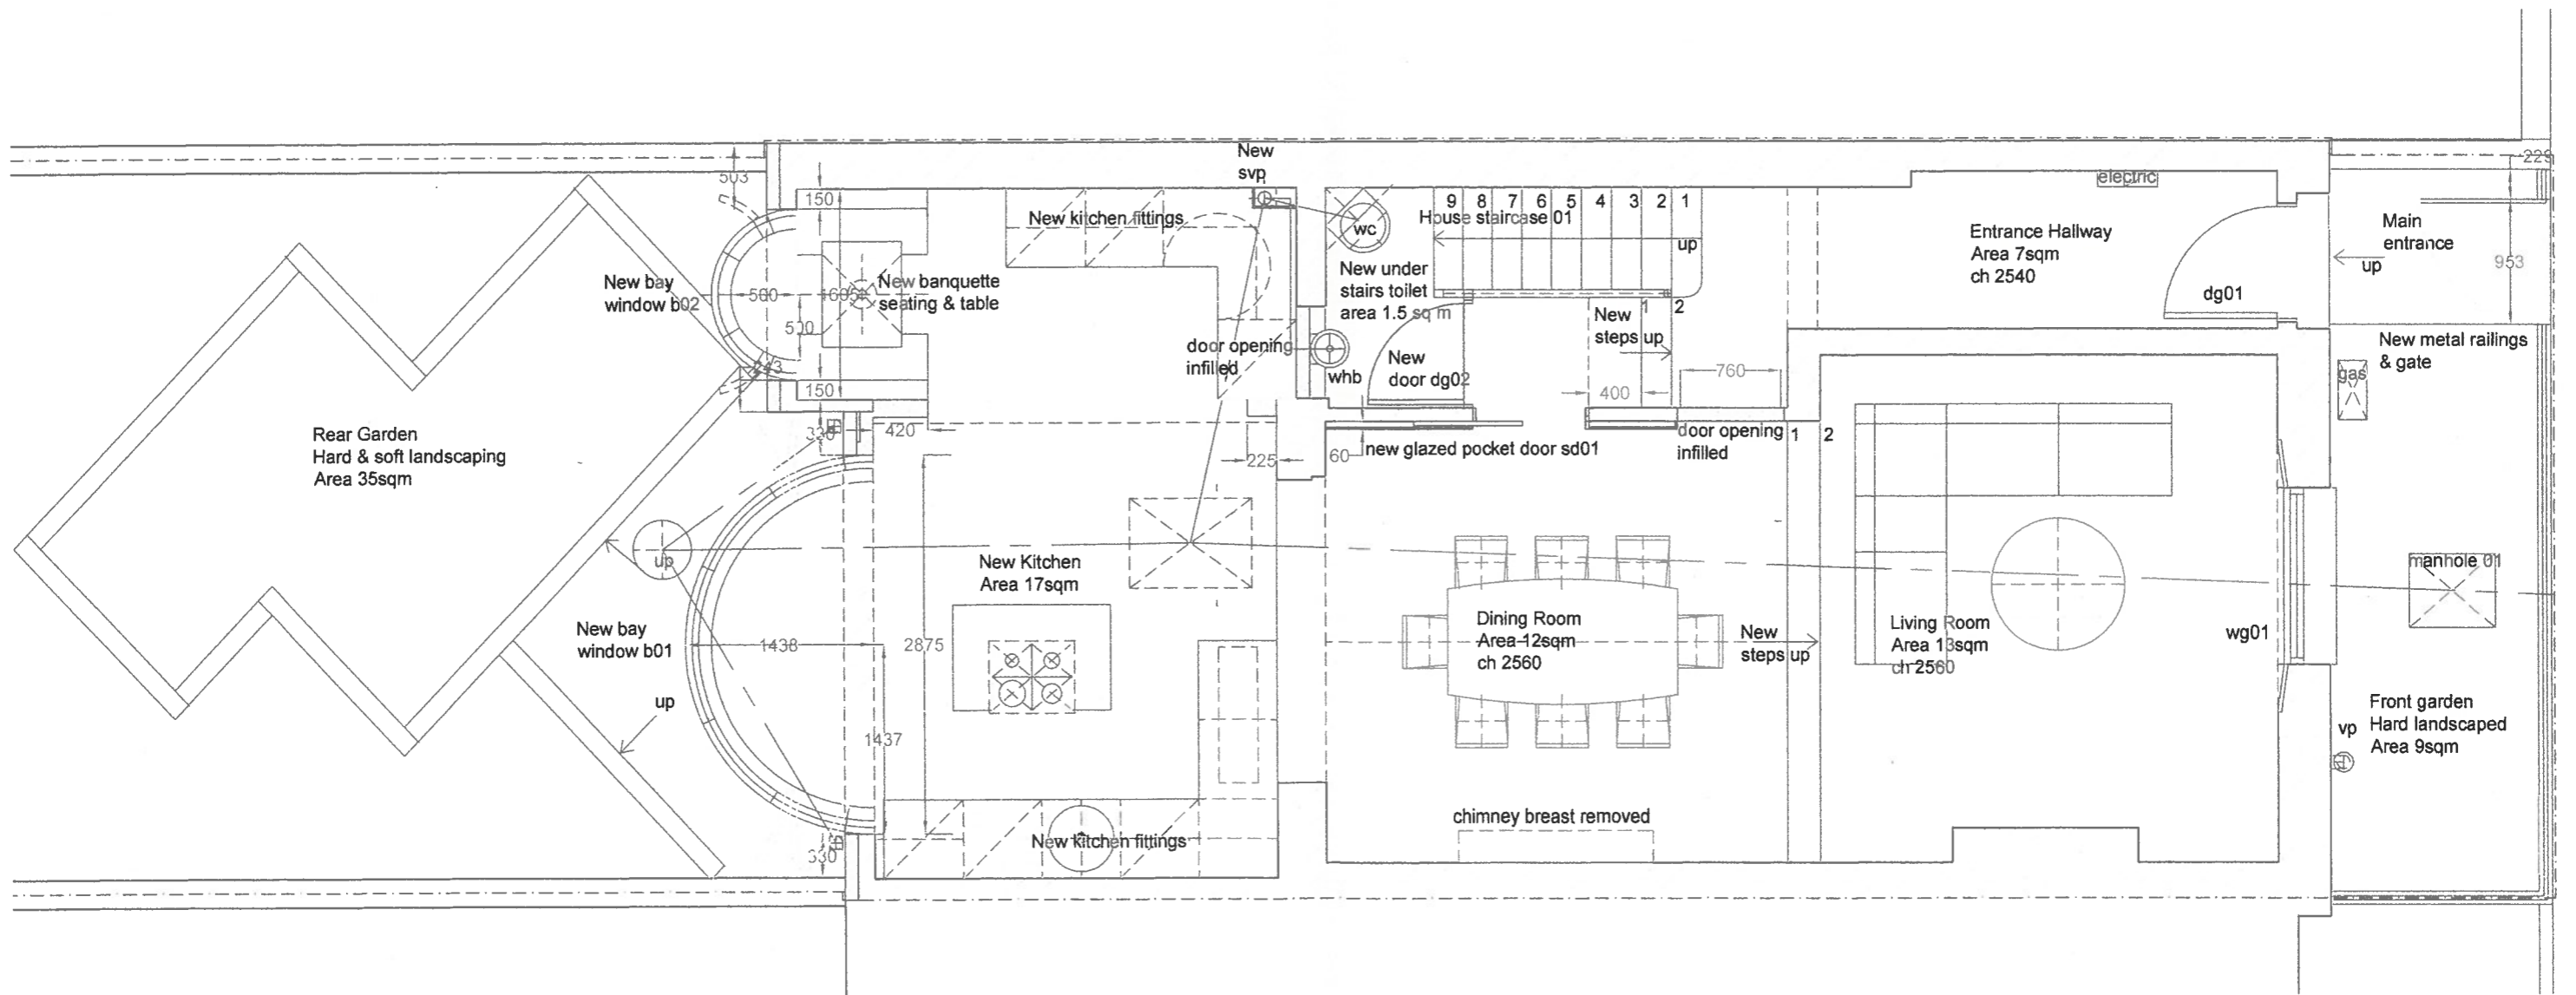 New
svp
229
503
150
electric
9 8 7 6 5 4 3 2 1
New kitchen fittings
House staircase 01
wc
up
Main
entrance
up
953
Entrance Hallway
Area 7sqm
ch 2540
dg01
New under
stairs toilet
area 1.5 sq m
New bay
window b02
500
1605
500
New banquette
seating & table
1 2
New
steps up
door opening
infilled
whb
New
door dg02
400
760
New metal railings
& gate
gas
243
150
330
420
225
60
new glazed pocket door sd01
door opening
infilled
1 2
Rear Garden
Hard & soft landscaping
Area 35sqm
up
New Kitchen
Area 17sqm
manhole 01
New bay
window b01
1438
2875
Dining Room
Area 12sqm
ch 2560
New
steps up
Living Room
Area 13sqm
ch 2560
wg01
up
1437
Front garden
Hard landscaped
Area 9sqm
vp
chimney breast removed
New kitchen fittings
330